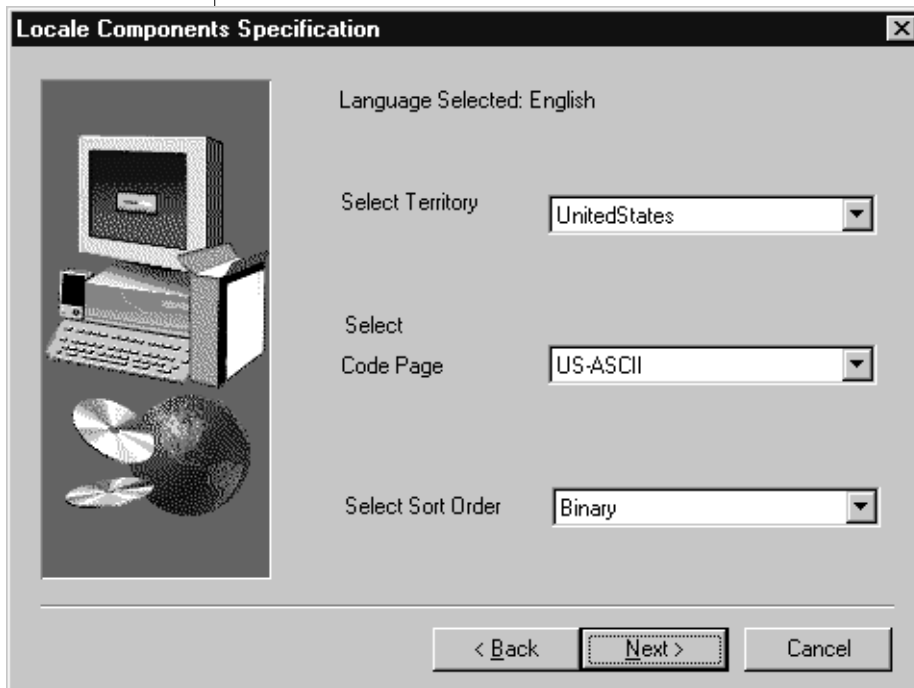 Locale Components Specification
Language Selected: English
Select Territory
UnitedStates
Select
Code Page
US-ASCII
Select Sort Order
Binary
< Back
Next >
Cancel